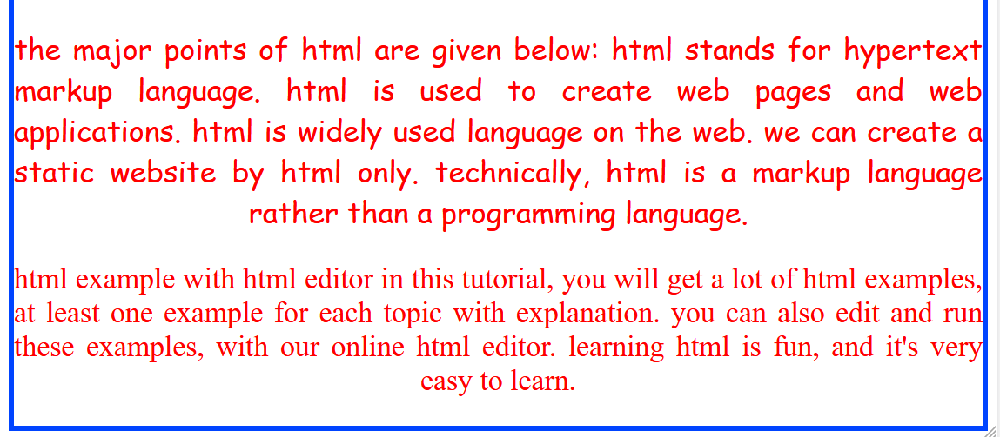 the major points of html are given below: html stands for hypertext
markup language. html is used to create web pages and web
applications. html is widely used language on the web. we can create a
static website by html only. technically, html is a markup language
rather than a programming language.
html example with html editor in this tutorial, you will get a lot of html examples,
at least one example for each topic with explanation. you can also edit and run
these examples, with our online html editor. learning html is fun, and it's very
easy to learn.